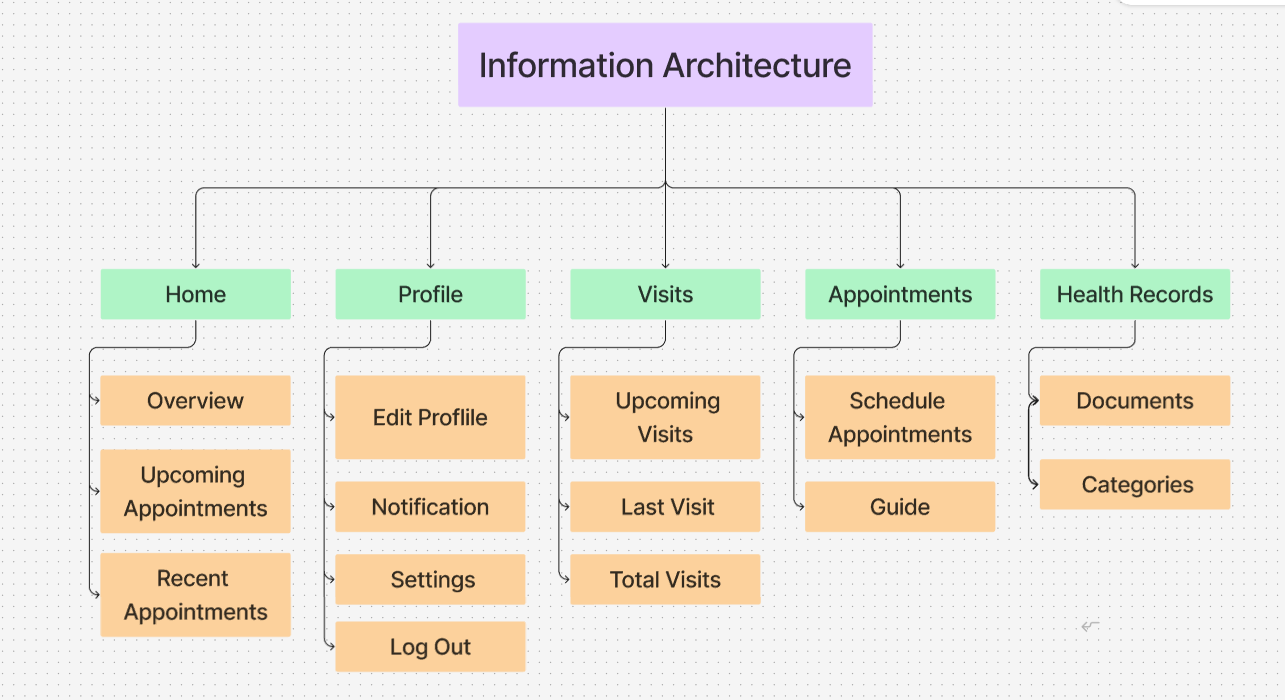 Information Architecture
Home
Profile
Visits
Appointments
Health Records
Overview
Upcoming
Appointments
Recent
Appointments
Edit Proflile
Notification
Settings
Log Out
Upcoming
Visits
Last Visit
Total Visits
Schedule
Appointments
Guide
Documents
Categories